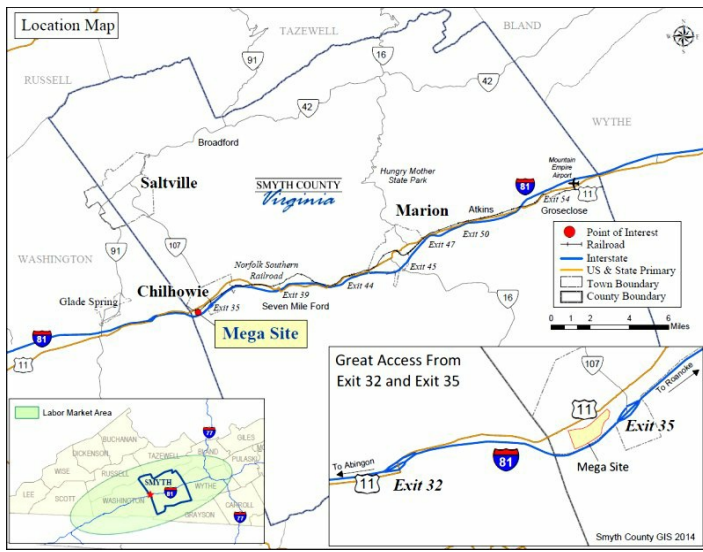 Location Map
TAZEWELL
BLAND
RUSSELL
91
16
42
42
WYTHE
Broadford
Saltville
SMYTH COUNTY
Virginia
Hungry Mother
State Park
Mountain
Empire
Airport
81
11
Exit 54
Groseclose
Marion
Atkins
Exit 50
Exit 47
Exit 45
Exit 44
107
91
WASHINGTON
Norfolk Southern
Railroad
Glade Spring
Chilhowie
Exit 35
Exit 39
Seven Mile Ford
Mega Site
16
81
11
Point of Interest
Railroad
Interstate
US & State Primary
Town Boundary
County Boundary
0 1 2 4 6
Miles
Labor Market Area
77
BUCHANAN
DICKENSON
TAZEWELL
BLAND
GILES
WISE
RUSSELL
PULASKI
SMYTH
81
WYTHE
LEE
SCOTT
WASHINGTON
GRAYSON
CARROLL
77
Great Access From
Exit 32 and Exit 35
107
To Roanoke
11
Exit 35
Mega Site
To Abingon
11
Exit 32
81
Smyth County GIS 2014